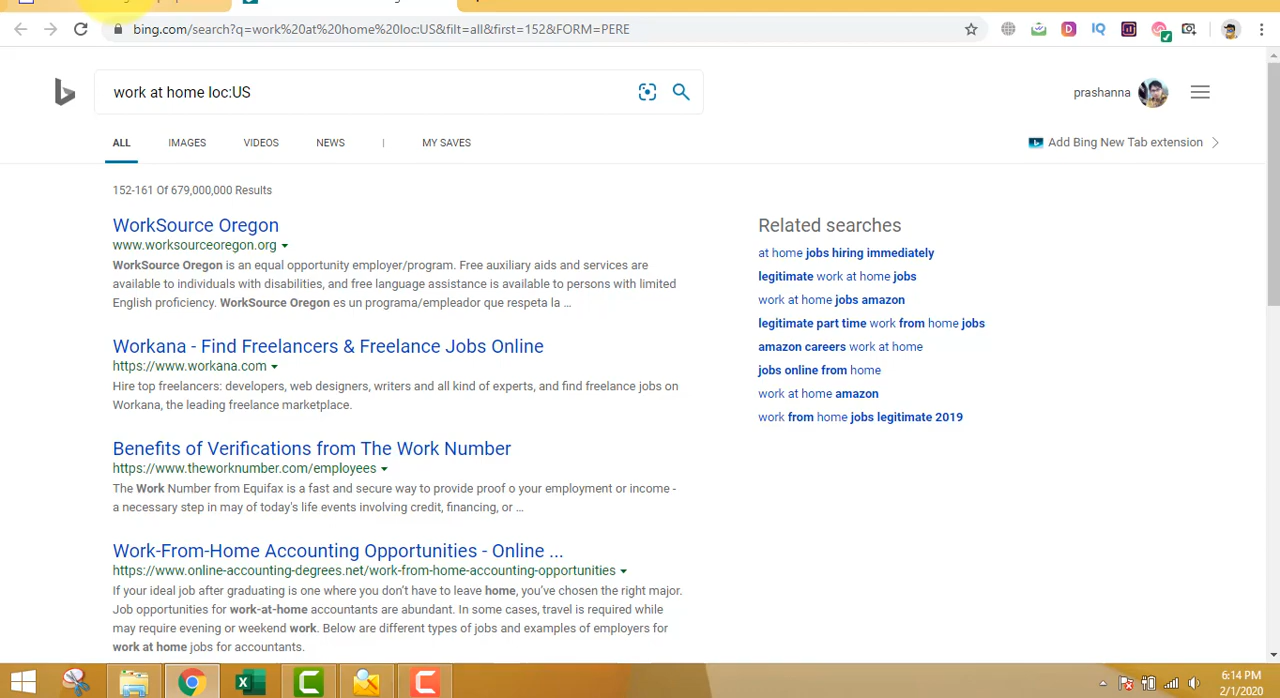 bing.com/search?q=work%20at%20home%20loc:US&filt=all&first=152&FORM=PERE
D
IQ
work at home loc:US
prashanna
ALL IMAGES VIDEOS NEWS | MY SAVES
Add Bing New Tab extension
152-161 Of 679,000,000 Results
WorkSource Oregon
www.worksourceoregon.org
WorkSource Oregon is an equal opportunity employer/program. Free auxiliary aids and services are
available to individuals with disabilities, and free language assistance is available to persons with limited
English proficiency. WorkSource Oregon es un programa/empleador que respeta la ...
Workana - Find Freelancers & Freelance Jobs Online
https://www.workana.com
Hire top freelancers: developers, web designers, writers and all kind of experts, and find freelance jobs on
Workana, the leading freelance marketplace.
Benefits of Verifications from The Work Number
https://www.theworknumber.com/employees
The Work Number from Equifax is a fast and secure way to provide proof o your employment or income -
a necessary step in may of today's life events involving credit, financing, or ...
Work-From-Home Accounting Opportunities - Online ...
https://www.online-accounting-degrees.net/work-from-home-accounting-opportunities
If your ideal job after graduating is one where you don't have to leave home, you've chosen the right major.
Job opportunities for work-at-home accountants are abundant. In some cases, travel is required while
may require evening or weekend work. Below are different types of jobs and examples of employers for
work at home jobs for accountants.
Related searches
at home jobs hiring immediately
legitimate work at home jobs
work at home jobs amazon
legitimate part time work from home jobs
amazon careers work at home
jobs online from home
work at home amazon
work from home jobs legitimate 2019
6:14 PM
2/1/2020